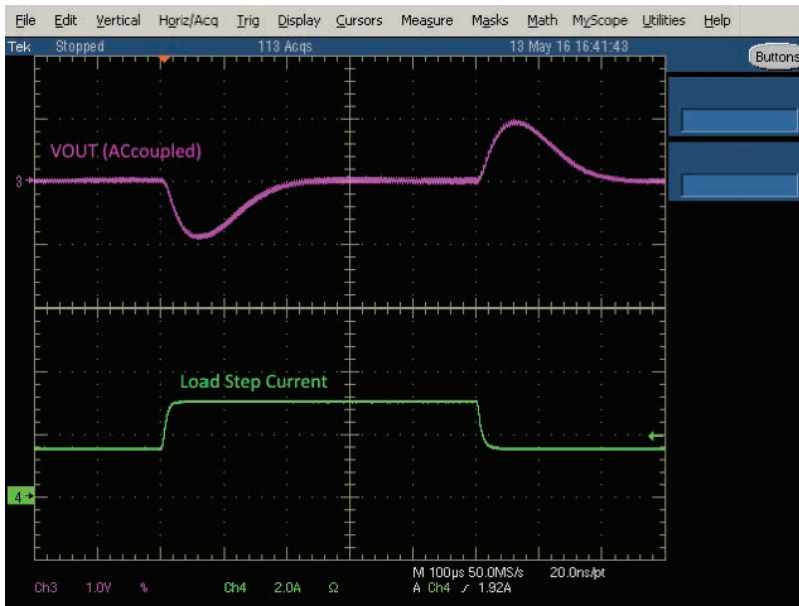 File Edit Vertical Horiz/Acq Trig Display Cursors Measure Masks Math MyScope Utilities Help
Tek Stopped 113 Acqs 13 May 16 16:41:43 Buttons
VOUT (ACcoupled)
3
Load Step Current
4
M 100µs 50.0MS/s 20.0ns/pt
Ch3 1.0V Ch4 2.0A Ω A Ch4 ∕ 1.92A